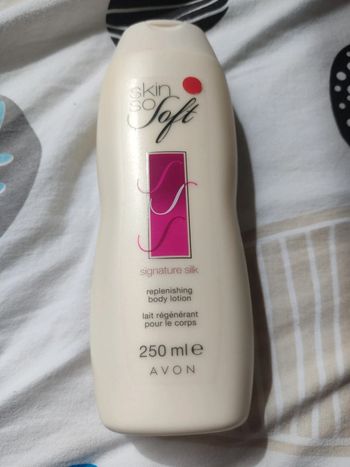 skin
so
Soft
signature silk
replenishing
body lotion
lait régénérant
pour le corps
250 ml e
AVON